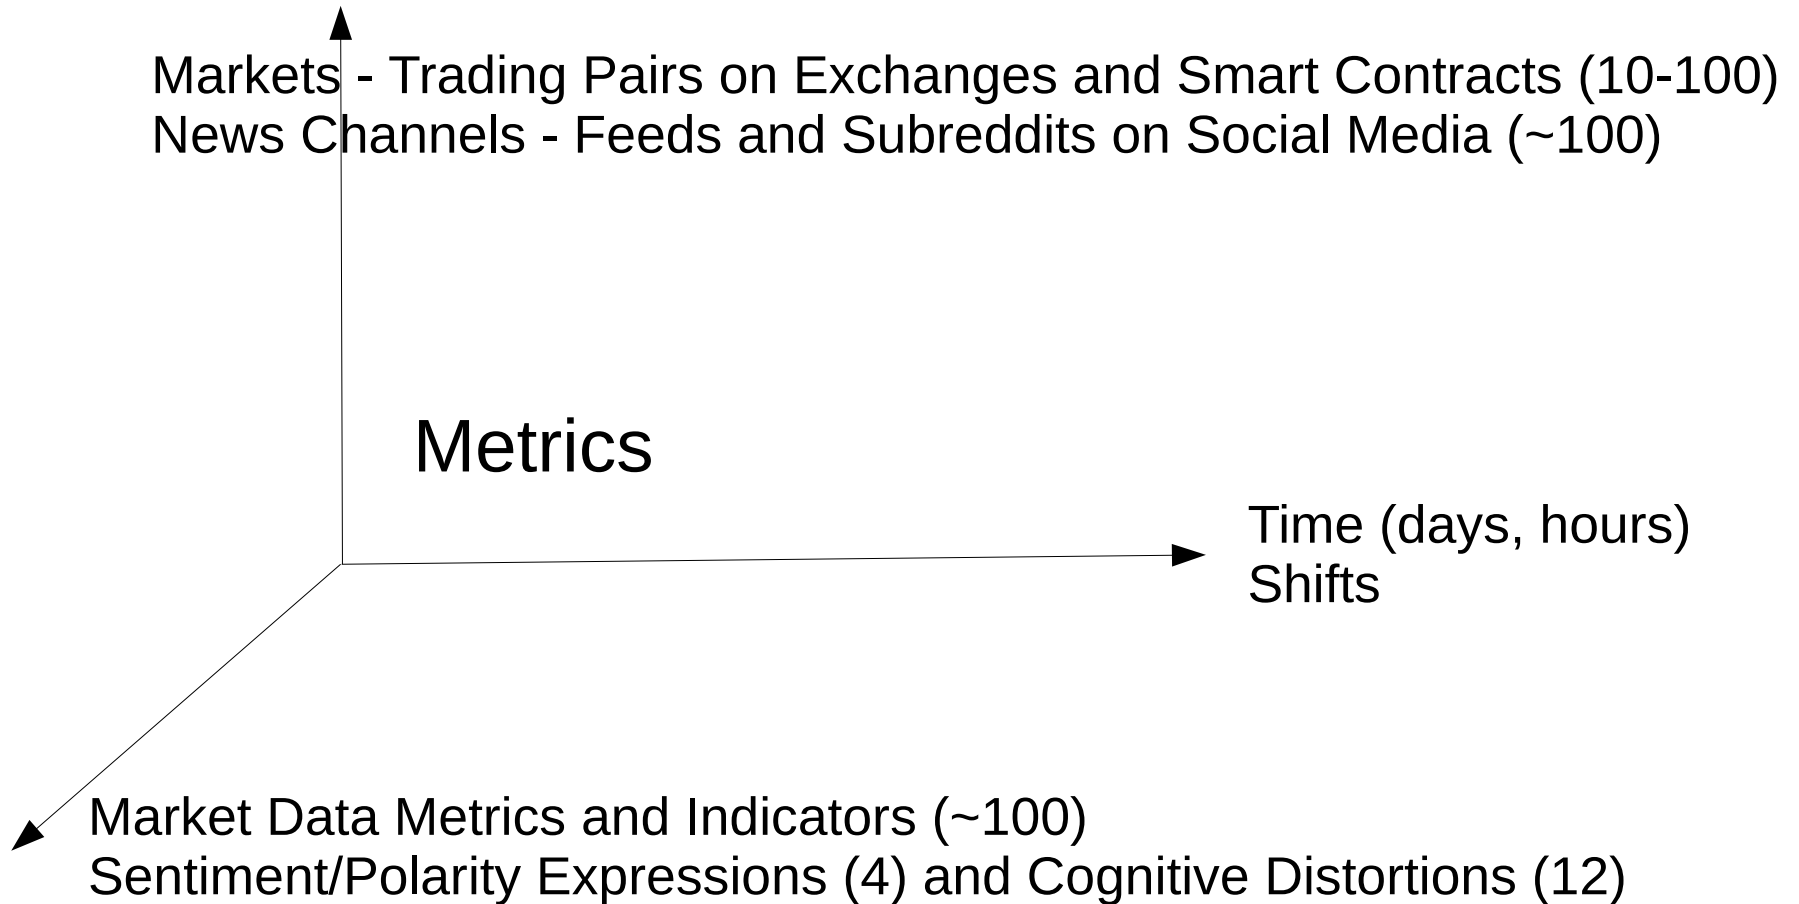 Markets - Trading Pairs on Exchanges and Smart Contracts (10-100)
News Channels - Feeds and Subreddits on Social Media (~100)
Metrics
Time (days, hours)
Shifts
Market Data Metrics and Indicators (~100)
Sentiment/Polarity Expressions (4) and Cognitive Distortions (12)